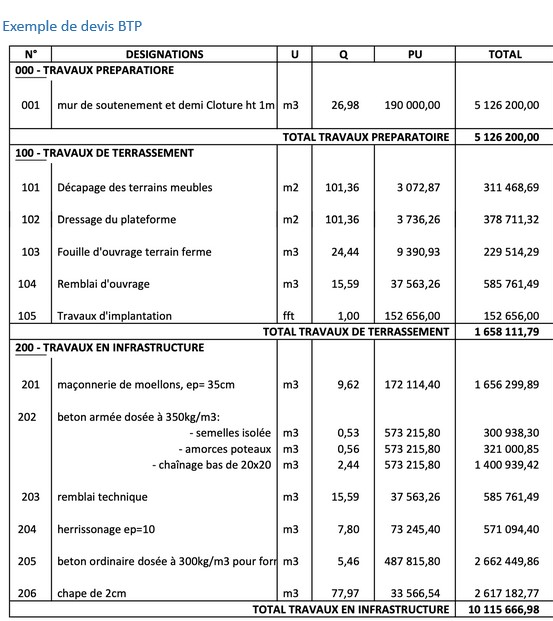 Exemple de devis BTP
N° DESIGNATIONS U Q PU TOTAL
000 - TRAVAUX PREPARATIORE
001 mur de soutenement et demi Cloture ht 1m m3 26,98 190 000,00 5 126 200,00
TOTAL TRAVAUX PREPARATOIRE 5 126 200,00
100 - TRAVAUX DE TERRASSEMENT
101 Décapage des terrains meubles m2 101,36 3 072,87 311 468,69
102 Dressage du plateforme m2 101,36 3 736,26 378 711,32
103 Fouille d'ouvrage terrain ferme m3 24,44 9 390,93 229 514,29
104 Remblai d'ouvrage m3 15,59 37 563,26 585 761,49
105 Travaux d'implantation fft 1,00 152 656,00 152 656,00
TOTAL TRAVAUX DE TERRASSEMENT 1 658 111,79
200 - TRAVAUX EN INFRASTRUCTURE
201 maçonnerie de moellons, ep= 35cm m3 9,62 172 114,40 1 656 299,89
202 beton armée dosée à 350kg/m3:
- semelles isolée m3 0,53 573 215,80 300 938,30
- amorces poteaux m3 0,56 573 215,80 321 000,85
- chaînage bas de 20x20 m3 2,44 573 215,80 1 400 939,42
203 remblai technique m3 15,59 37 563,26 585 761,49
204 herrissonage ep=10 m3 7,80 73 245,40 571 094,40
205 beton ordinaire dosée à 300kg/m3 pour forr m3 5,46 487 815,80 2 662 449,86
206 chape de 2cm m3 77,97 33 566,54 2 617 182,77
TOTAL TRAVAUX EN INFRASTRUCTURE 10 115 666,98